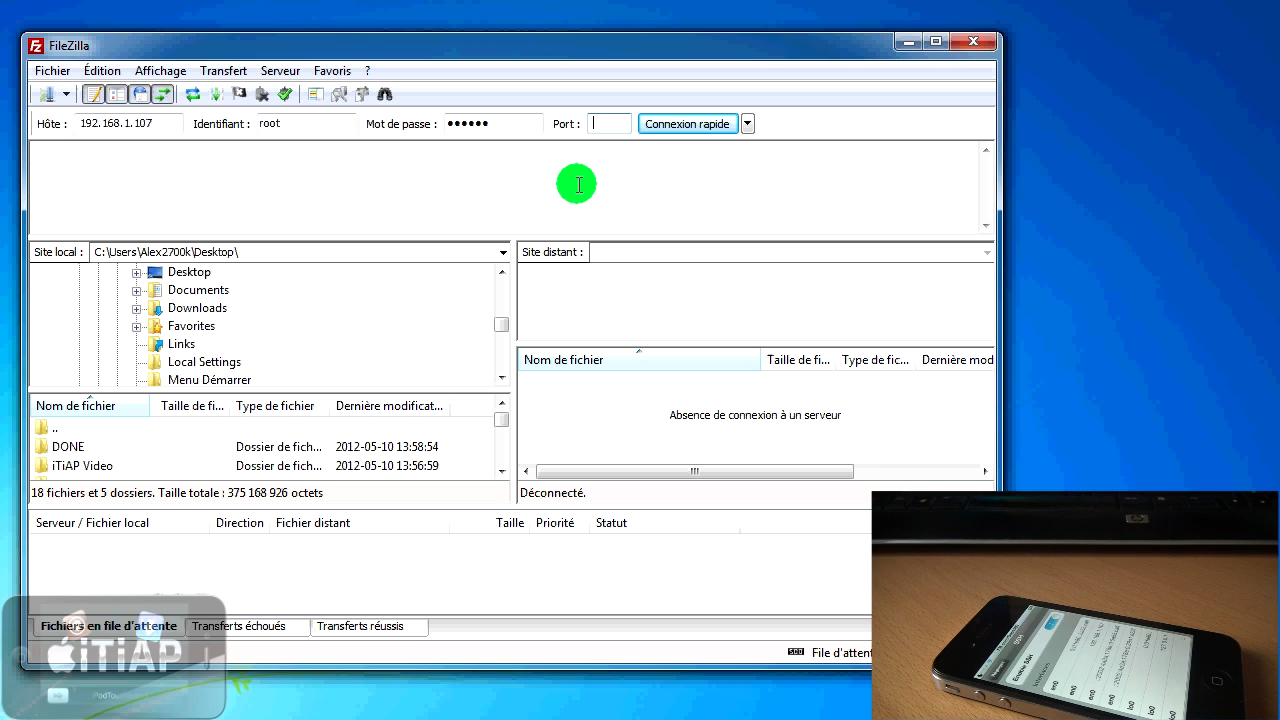 FileZilla
Fichier Édition Affichage Transfert Serveur Favoris ?
Hôte : 192.168.1.107 Identifiant : root Mot de passe : •••••• Port : Connexion rapide
Site local : C:\Users\Alex2700k\Desktop\
Desktop
Documents
Downloads
Favorites
Links
Local Settings
Menu Démarrer
Nom de fichier Taille de fi... Type de fichier Dernière modificat...
..
DONE Dossier de fich... 2012-05-10 13:58:54
iTiAP Video Dossier de fich... 2012-05-10 13:56:59
18 fichiers et 5 dossiers. Taille totale : 375 168 926 octets
Site distant :
Nom de fichier Taille de fi... Type de fic... Dernière mod
Absence de connexion à un serveur
Déconnecté.
Serveur / Fichier local Direction Fichier distant Taille Priorité Statut
Fichiers en file d'attente Transferts échoués Transferts réussis
File d'attent
iTiAP
SSH
en0
en0
en0
lo0
lo0